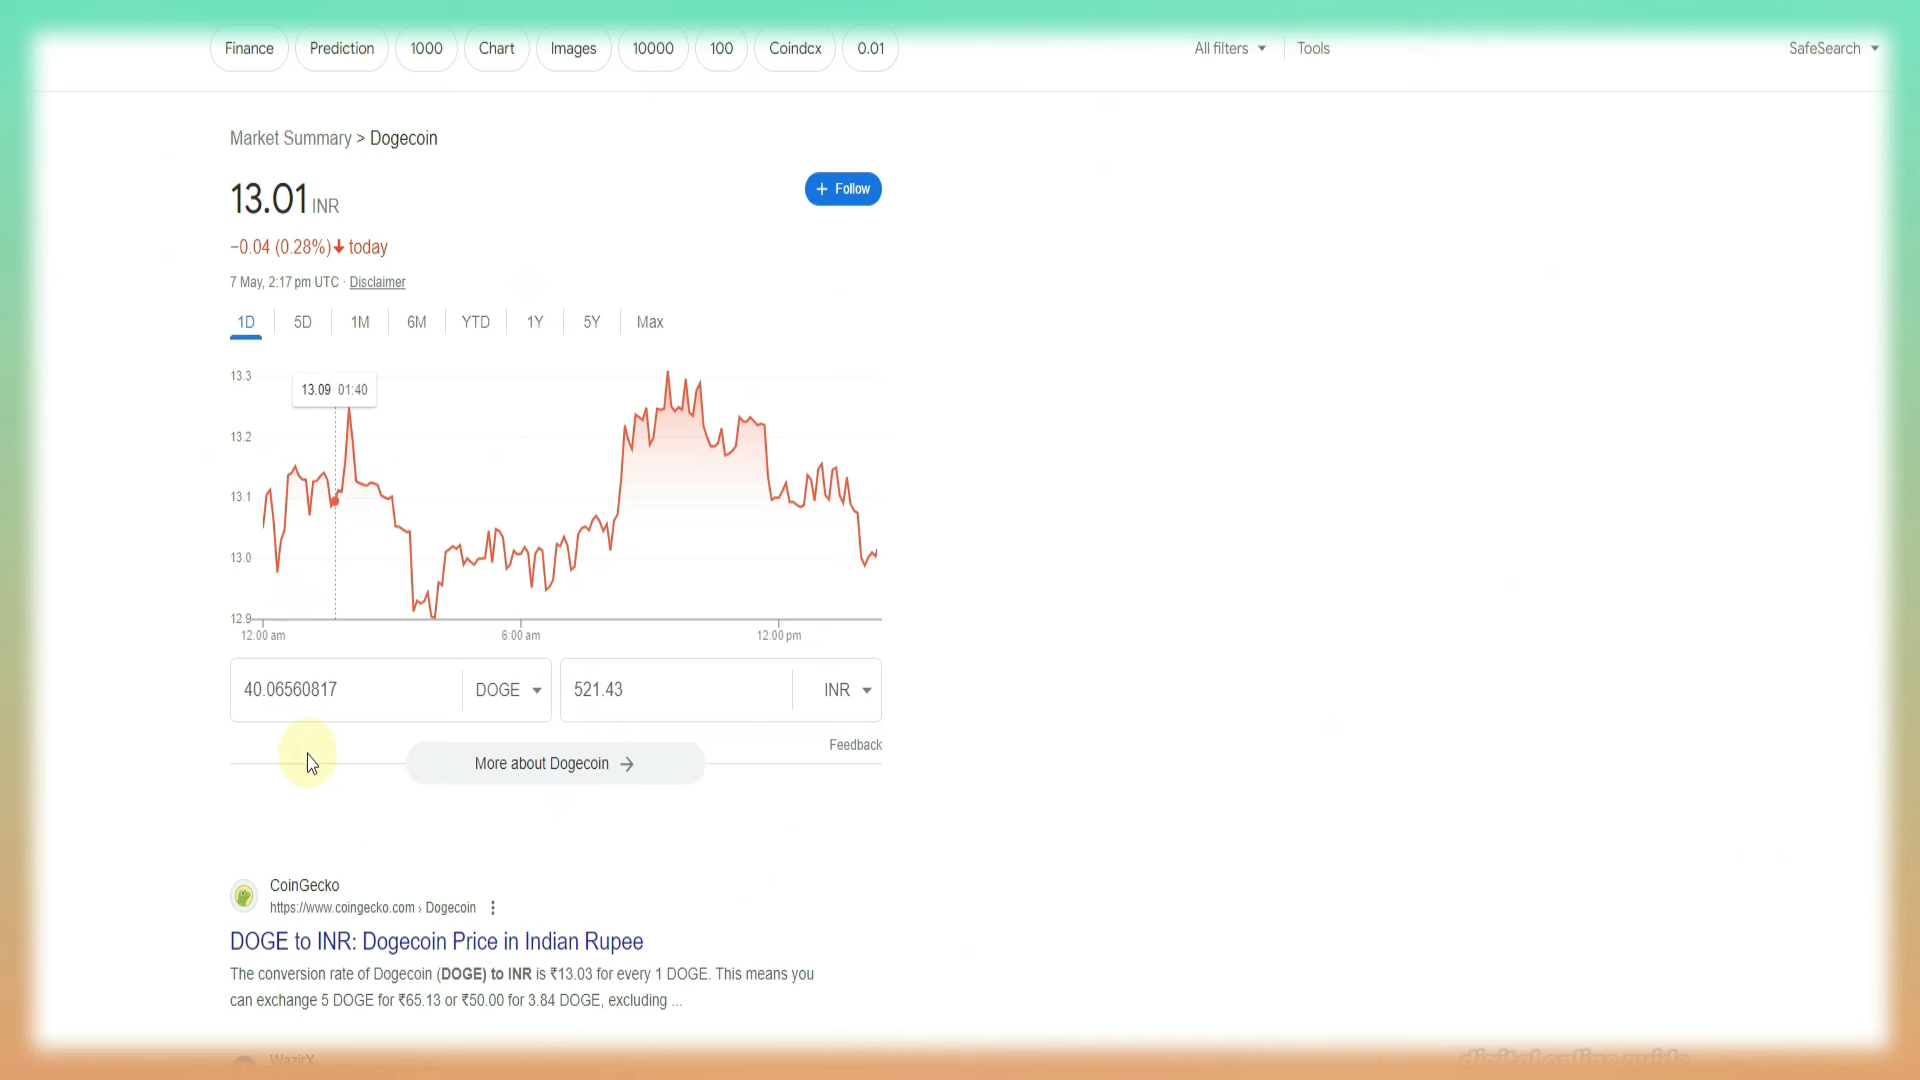 Finance Prediction 1000 Chart Images 10000 100 Coindcx 0.01 All filters Tools SafeSearch
Market Summary > Dogecoin
13.01 INR
+ Follow
−0.04 (0.28%) today
7 May, 2:17 pm UTC · Disclaimer
1D 5D 1M 6M YTD 1Y 5Y Max
13.3
13.09 01:40
13.2
13.1
13.0
12.9
12:00 am 6:00 am 12:00 pm
40.06560817 DOGE 521.43 INR
Feedback
More about Dogecoin
CoinGecko
https://www.coingecko.com › Dogecoin
DOGE to INR: Dogecoin Price in Indian Rupee
The conversion rate of Dogecoin (DOGE) to INR is ₹13.03 for every 1 DOGE. This means you
can exchange 5 DOGE for ₹65.13 or ₹50.00 for 3.84 DOGE, excluding ...
WazirX
digital online guide